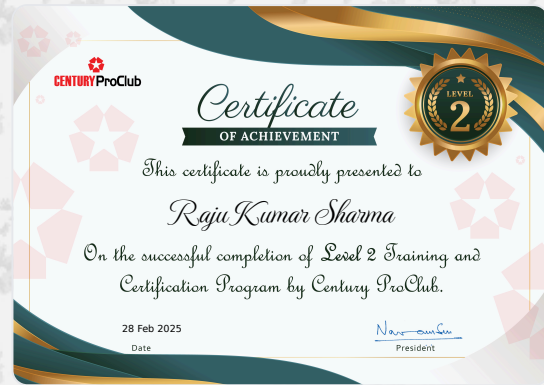 CENTURY ProClub
LEVEL
2
Certificate
OF ACHIEVEMENT
This certificate is proudly presented to
Raju Kumar Sharma
On the successful completion of Level 2 Training and
Certification Program by Century ProClub.
28 Feb 2025
Date
President